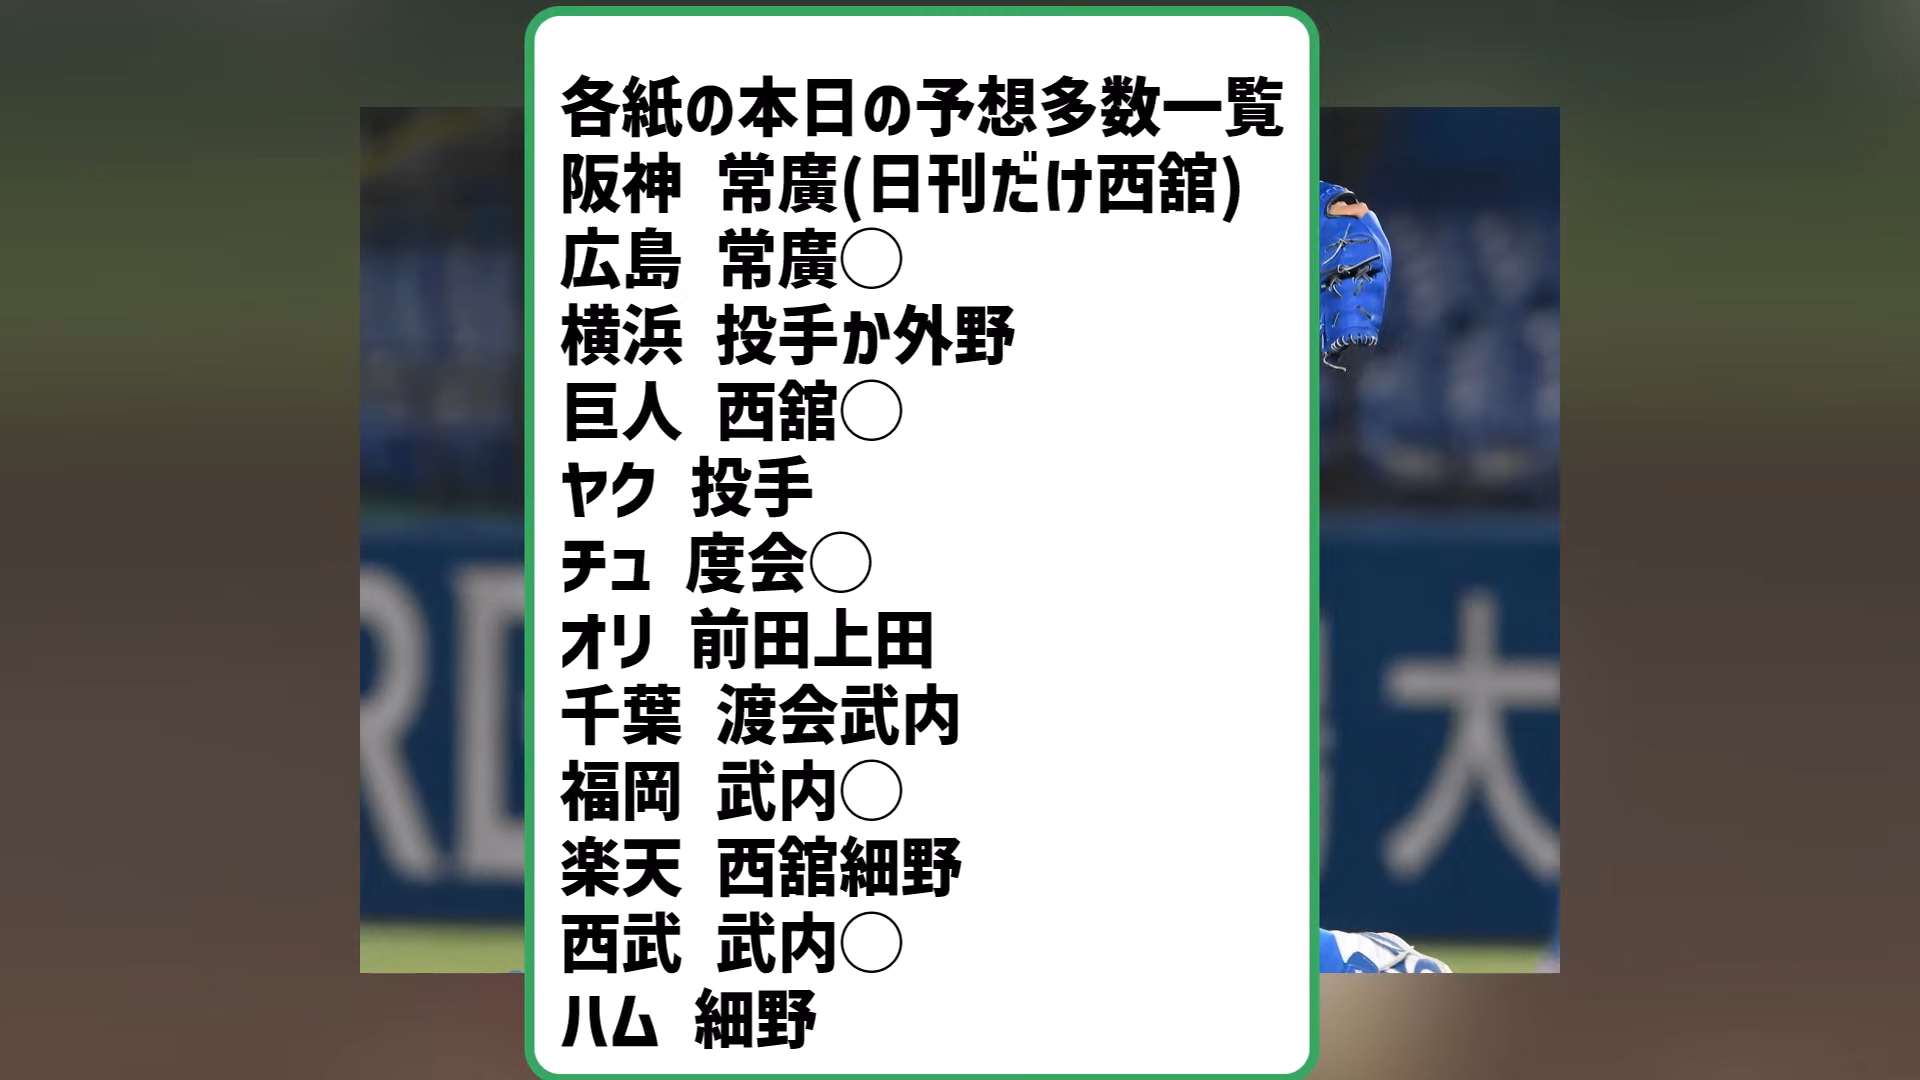 各紙の本日の予想多数一覧
阪神 常廣(日刊だけ西舘)
広島 常廣◯
横浜 投手か外野
巨人 西舘◯
ヤク 投手
チュ 度会◯
オリ 前田上田
千葉 渡会武内
福岡 武内◯
楽天 西舘細野
西武 武内◯
ハム 細野
大